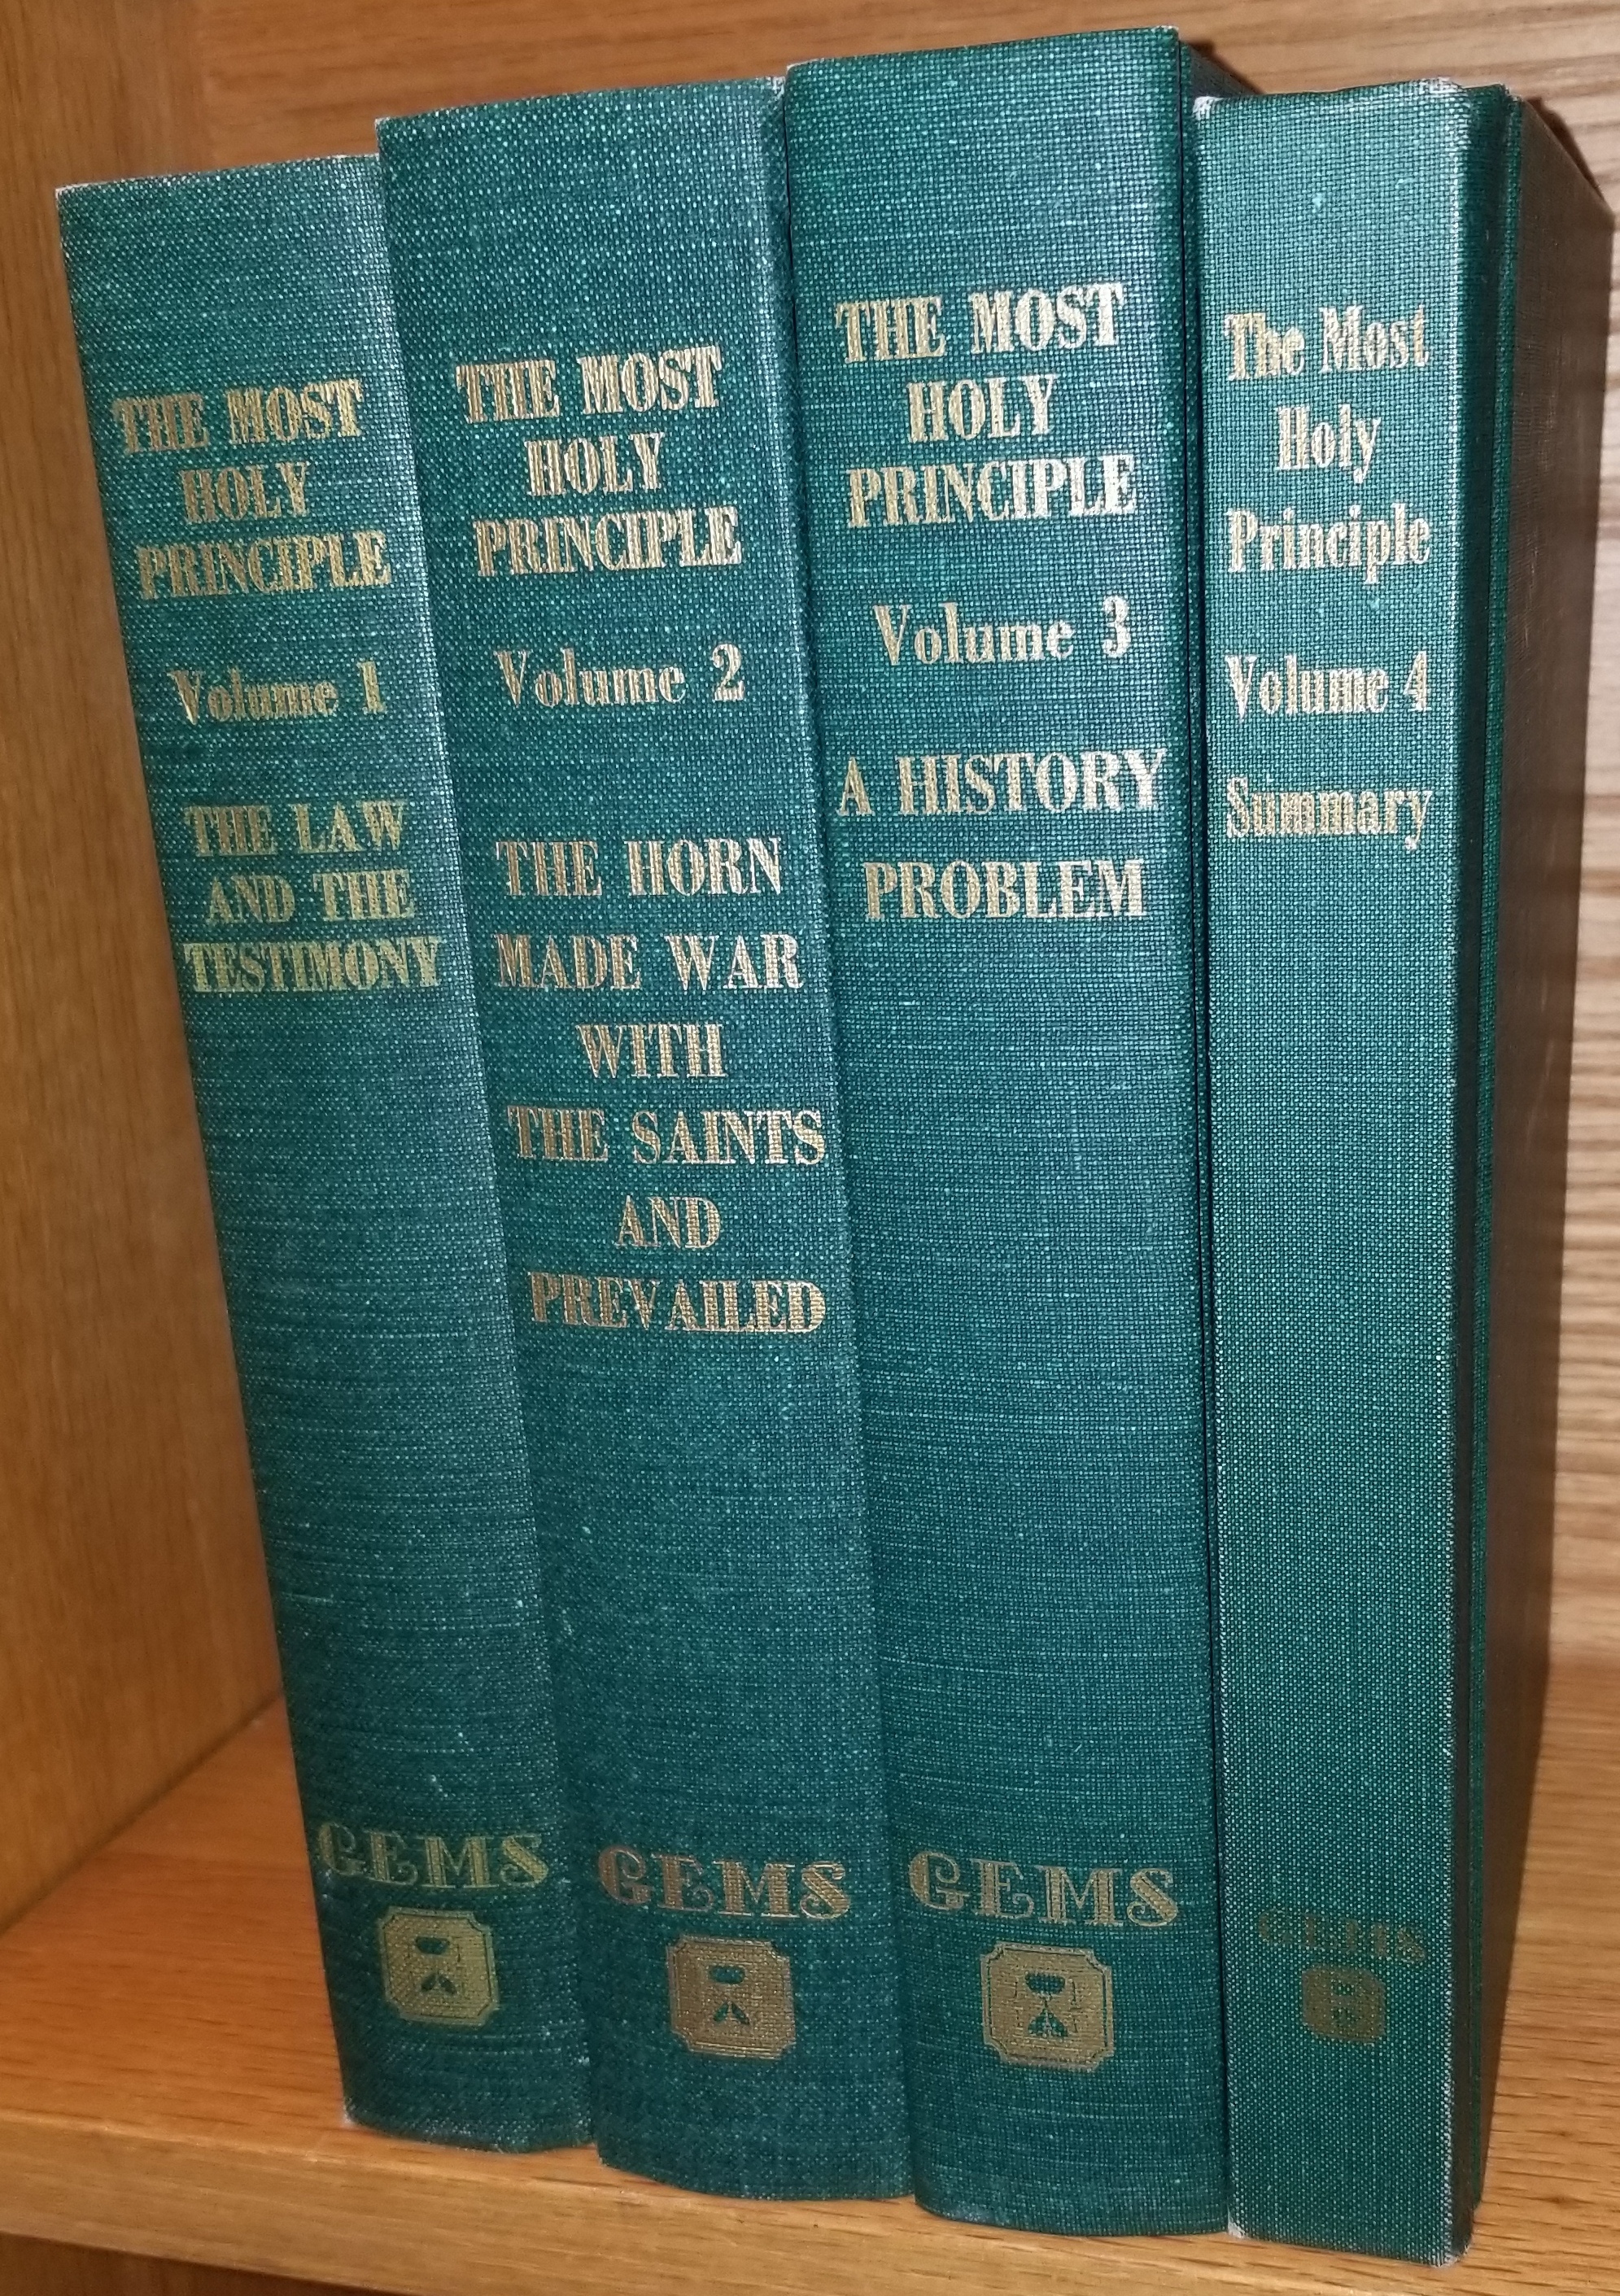 THE MOST
HOLY
PRINCIPLE
Volume 1
THE LAW
AND THE
TESTIMONY
GEMS
THE MOST
HOLY
PRINCIPLE
Volume 2
THE HORN
MADE WAR
WITH
THE SAINTS
AND
PREVAILED
GEMS
THE MOST
HOLY
PRINCIPLE
Volume 3
A HISTORY
PROBLEM
GEMS
The Most
Holy
Principle
Volume 4
Summary
GEMS